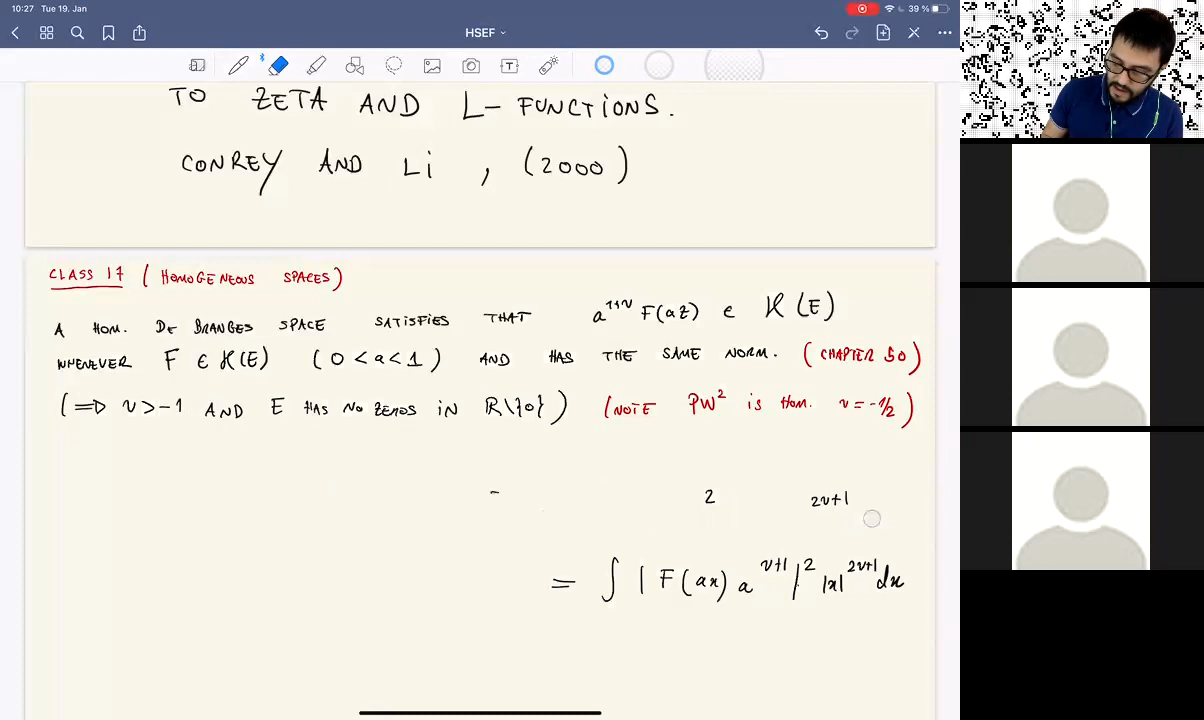 10:27 Tue 19. Jan 39 %
HSEF
TO ZETA AND L- FUNCTIONS.
CONREY AND Li , (2000)
CLASS 17 (HOMOGENEOUS SPACES)
A HOM. DE BRANGES SPACE SATISFIES THAT a^{1+ν} F(az) ∈ H(E)
WHENEVER F ∈ H(E) (0 < a < 1) AND HAS THE SAME NORM. (CHAPTER 50)
(⇒ ν > -1 AND E HAS NO ZEROS IN R\{0}) (NOTE PW² is HOM. ν = -1/2)
- 2 2ν+1
= ∫ | F(ax) a^{ν+1} |² |x|^{2ν+1} dx